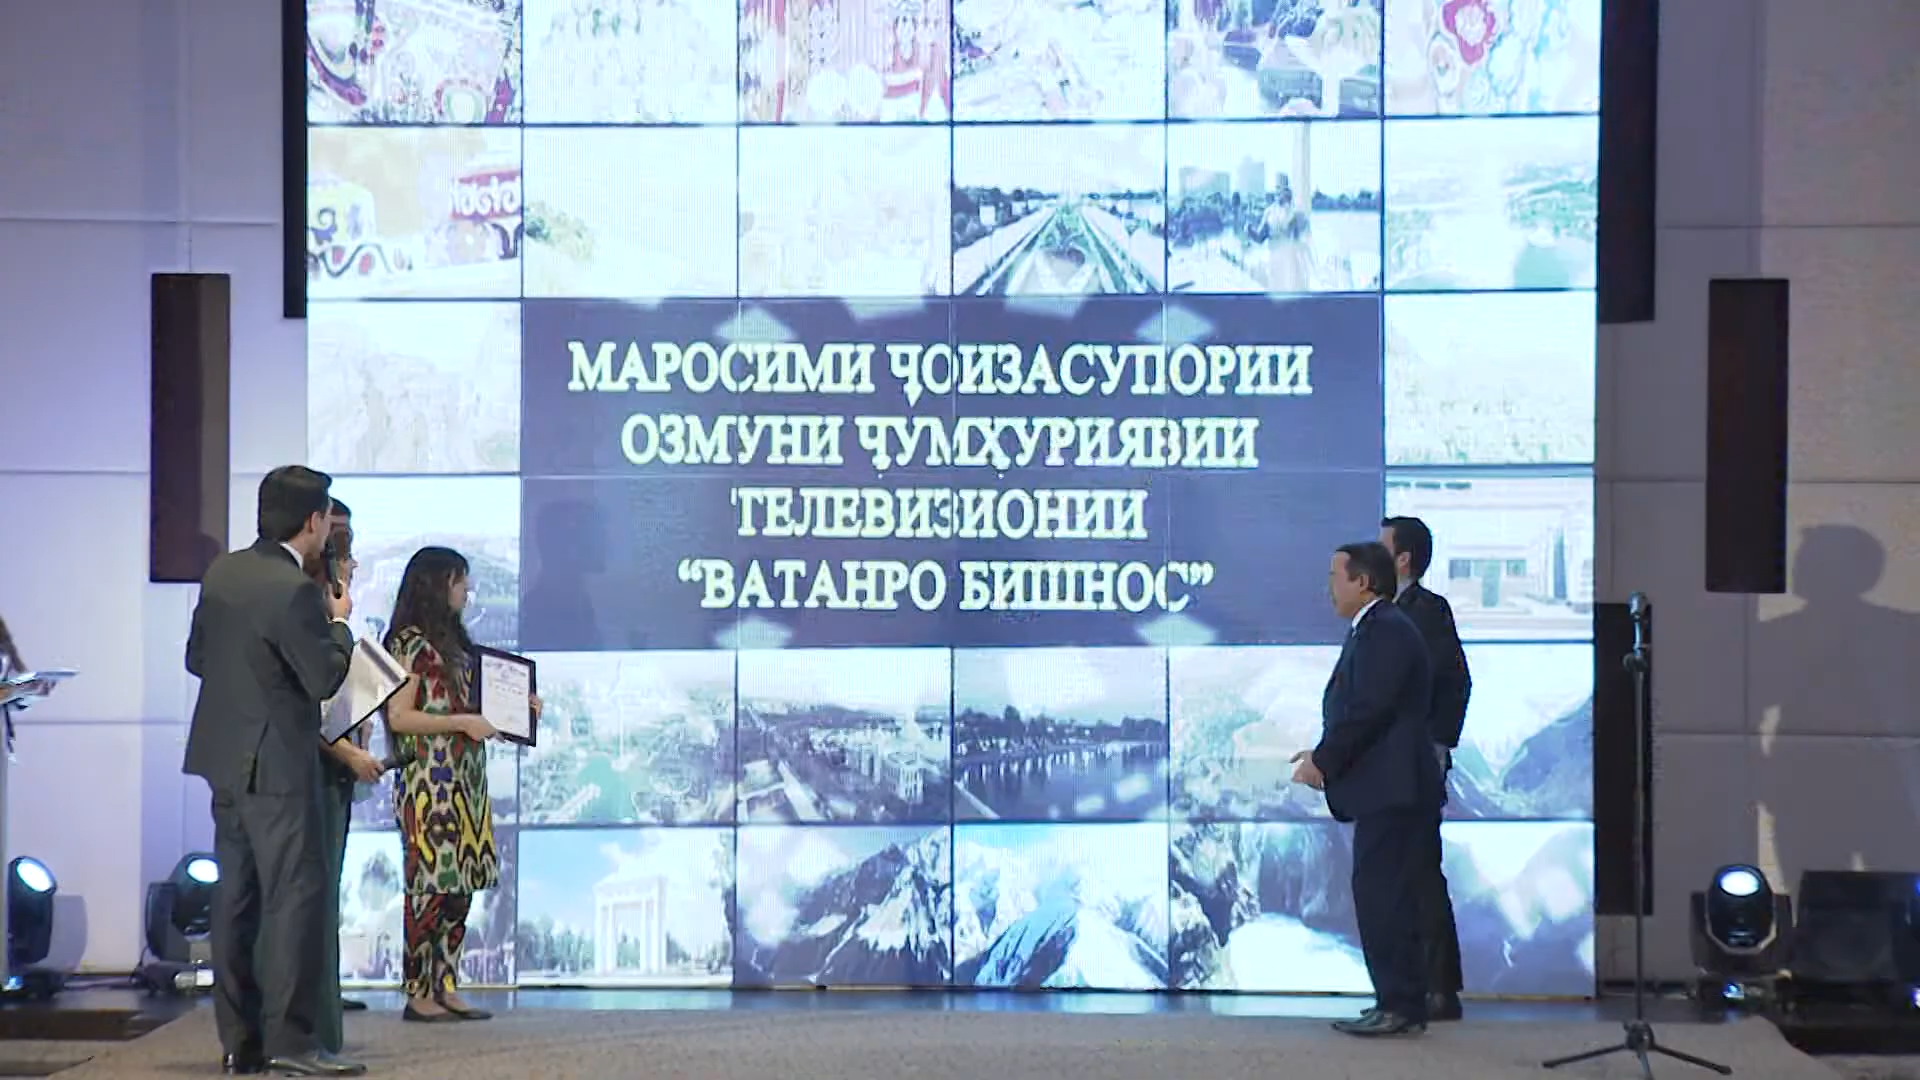 МАРОСИМИ ҶОИЗАСУПОРИИ
ОЗМУНИ ҶУМҲУРИЯВИИ
ТЕЛЕВИЗИОНИИ
“ВАТАНРО БИШНОС”